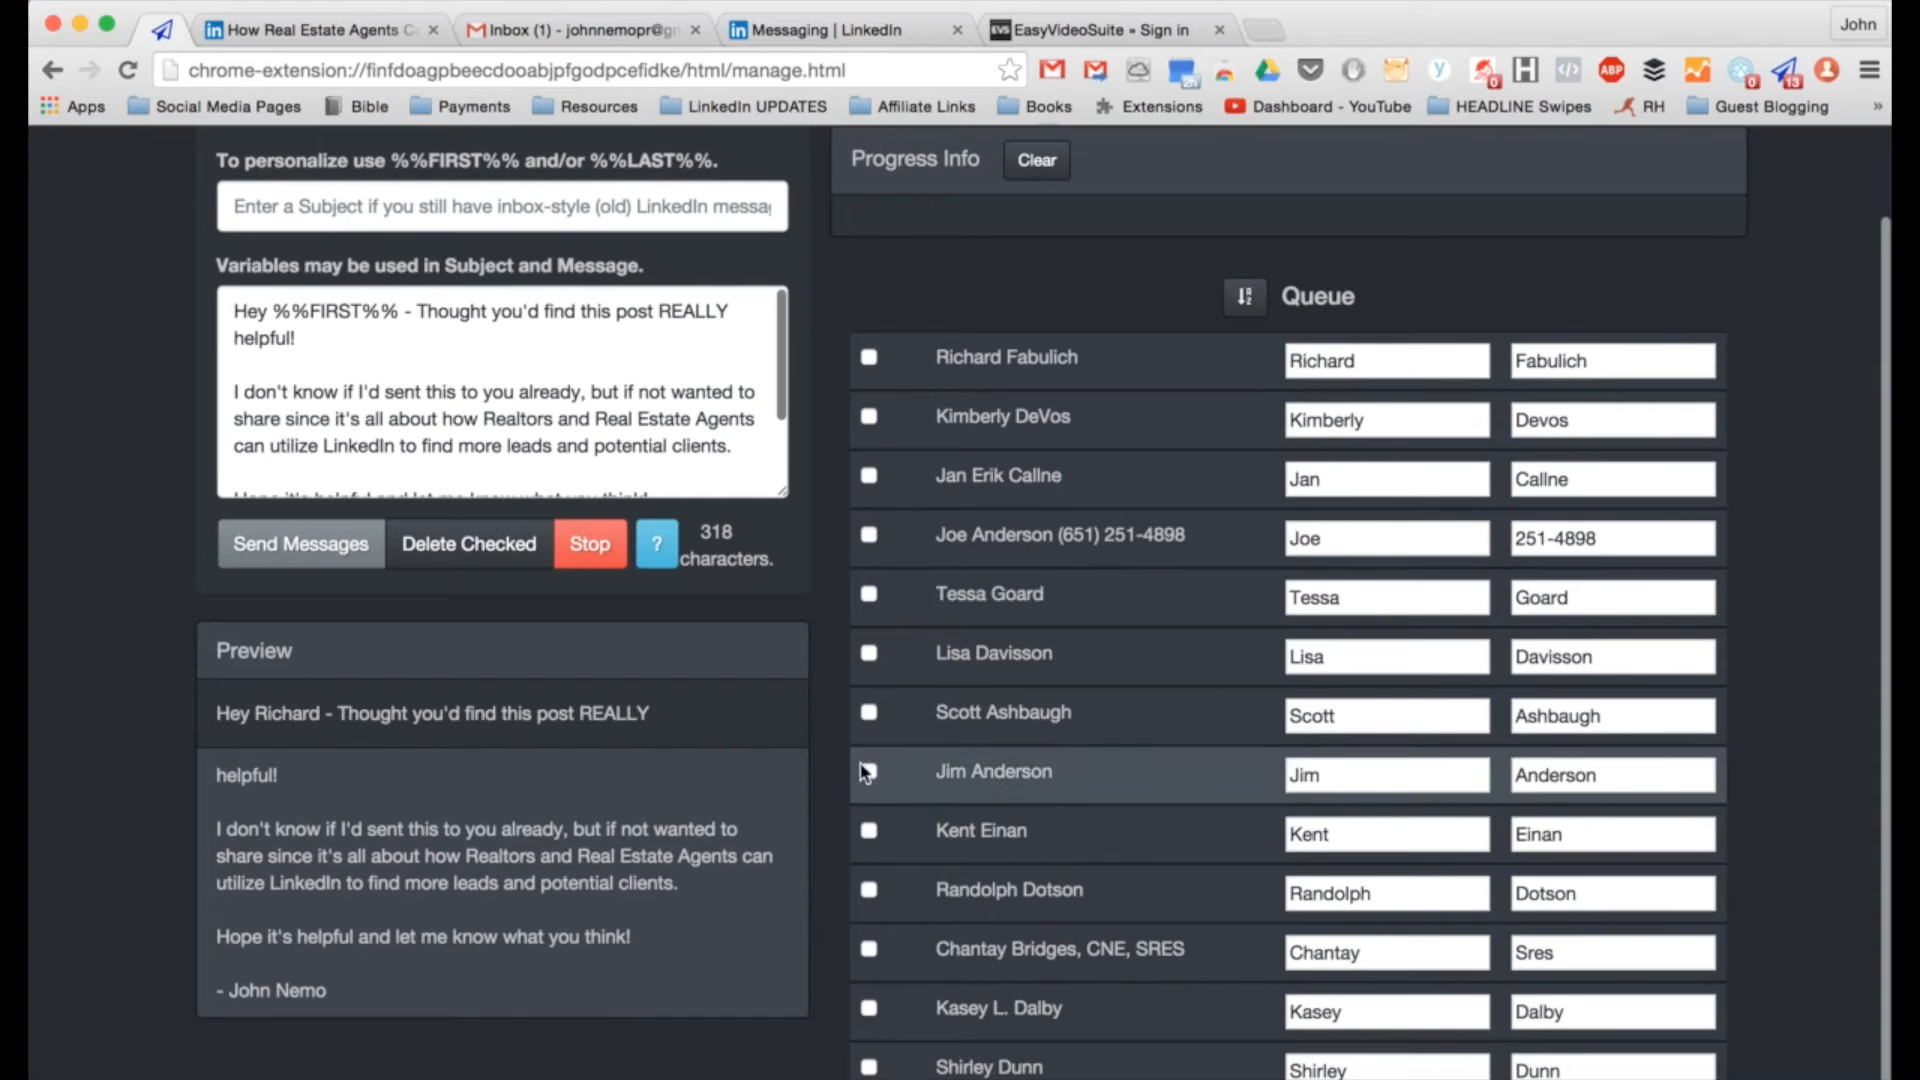 How Real Estate Agents C
Inbox (1) - johnnemopr@g
Messaging | LinkedIn
EVS EasyVideoSuite » Sign in
John
chrome-extension://finfdoagpbeecdooabjpfgodpcefidke/html/manage.html
Apps
Social Media Pages
Bible
Payments
Resources
LinkedIn UPDATES
Affiliate Links
Books
Extensions
Dashboard - YouTube
HEADLINE Swipes
RH
Guest Blogging
»
To personalize use %%FIRST%% and/or %%LAST%%.
Enter a Subject if you still have inbox-style (old) LinkedIn messa
Variables may be used in Subject and Message.
Hey %%FIRST%% - Thought you'd find this post REALLY
helpful!
I don't know if I'd sent this to you already, but if not wanted to
share since it's all about how Realtors and Real Estate Agents
can utilize LinkedIn to find more leads and potential clients.
Hope it's helpful and let me know what you think!
Send Messages
Delete Checked
Stop
?
318
characters.
Preview
Hey Richard - Thought you'd find this post REALLY
helpful!
I don't know if I'd sent this to you already, but if not wanted to
share since it's all about how Realtors and Real Estate Agents can
utilize LinkedIn to find more leads and potential clients.
Hope it's helpful and let me know what you think!
- John Nemo
Progress Info
Clear
Queue
Richard Fabulich Richard Fabulich
Kimberly DeVos Kimberly Devos
Jan Erik Callne Jan Callne
Joe Anderson (651) 251-4898 Joe 251-4898
Tessa Goard Tessa Goard
Lisa Davisson Lisa Davisson
Scott Ashbaugh Scott Ashbaugh
Jim Anderson Jim Anderson
Kent Einan Kent Einan
Randolph Dotson Randolph Dotson
Chantay Bridges, CNE, SRES Chantay Sres
Kasey L. Dalby Kasey Dalby
Shirley Dunn Shirley Dunn